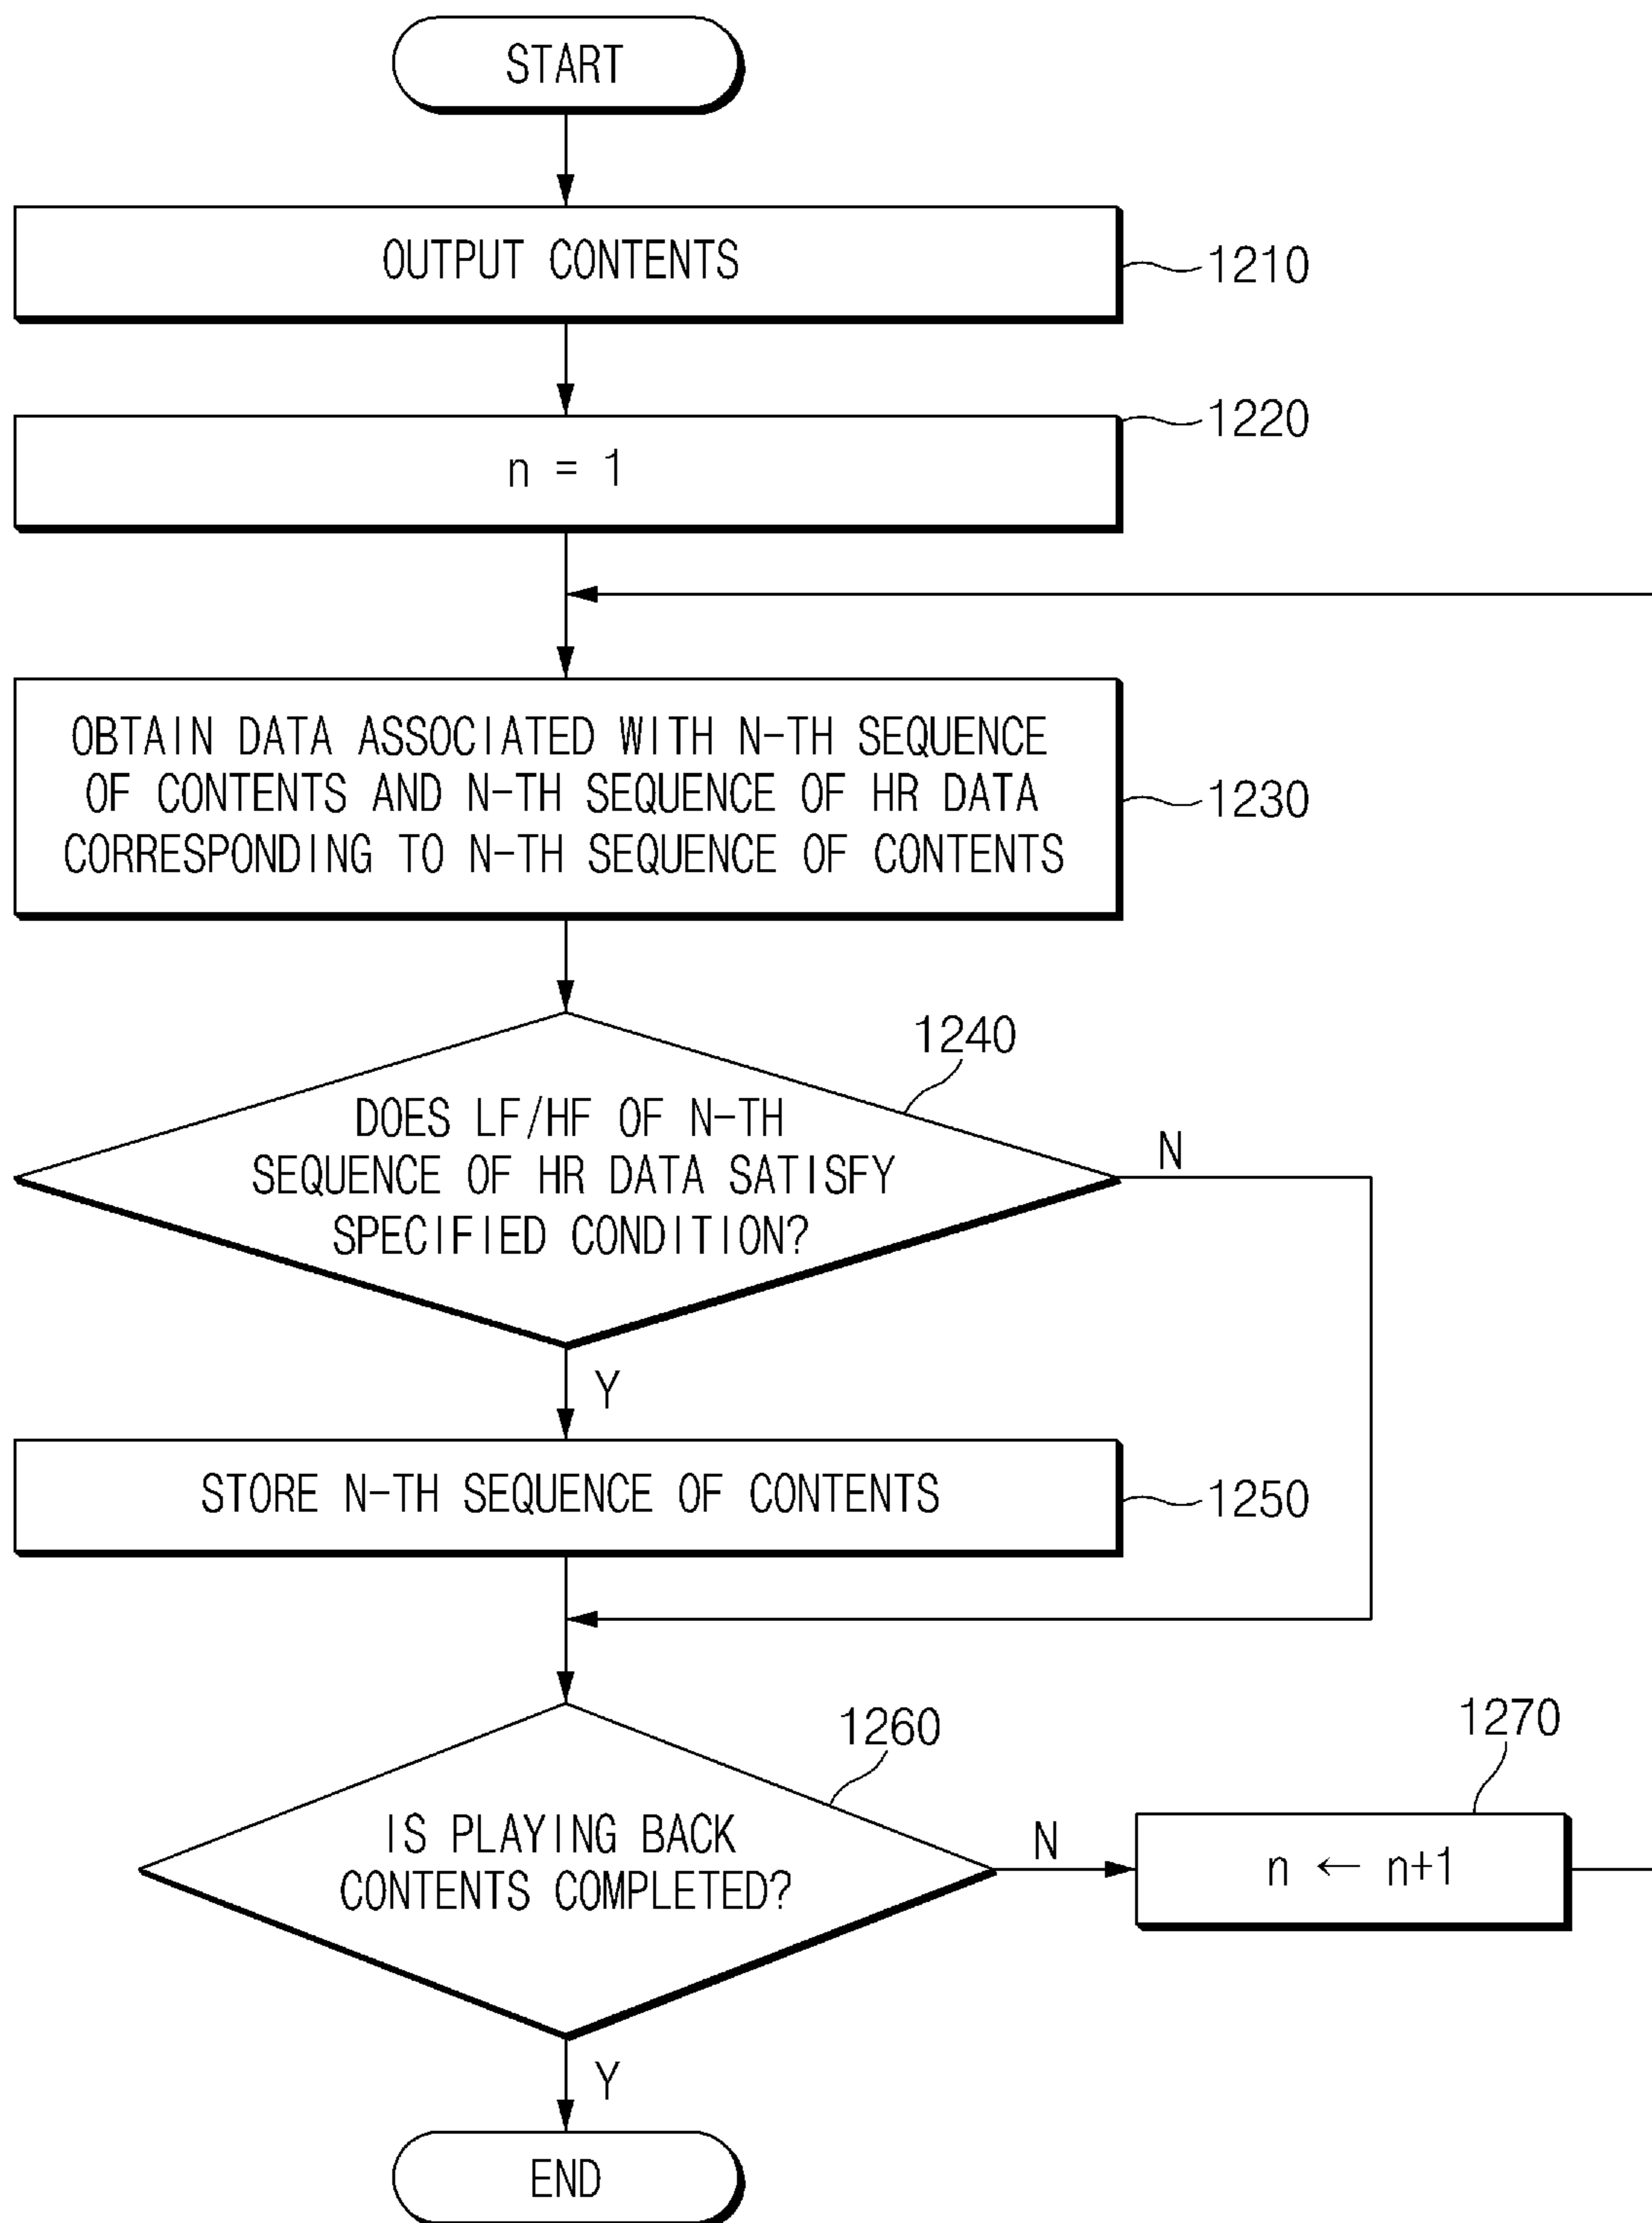 START
OUTPUT CONTENTS
1210
n = 1
1220
OBTAIN DATA ASSOCIATED WITH N-TH SEQUENCE
OF CONTENTS AND N-TH SEQUENCE OF HR DATA
CORRESPONDING TO N-TH SEQUENCE OF CONTENTS
1230
1240
DOES LF/HF OF N-TH
SEQUENCE OF HR DATA SATISFY
SPECIFIED CONDITION?
N
Y
STORE N-TH SEQUENCE OF CONTENTS
1250
1260
IS PLAYING BACK
CONTENTS COMPLETED?
N
1270
n ← n+1
Y
END